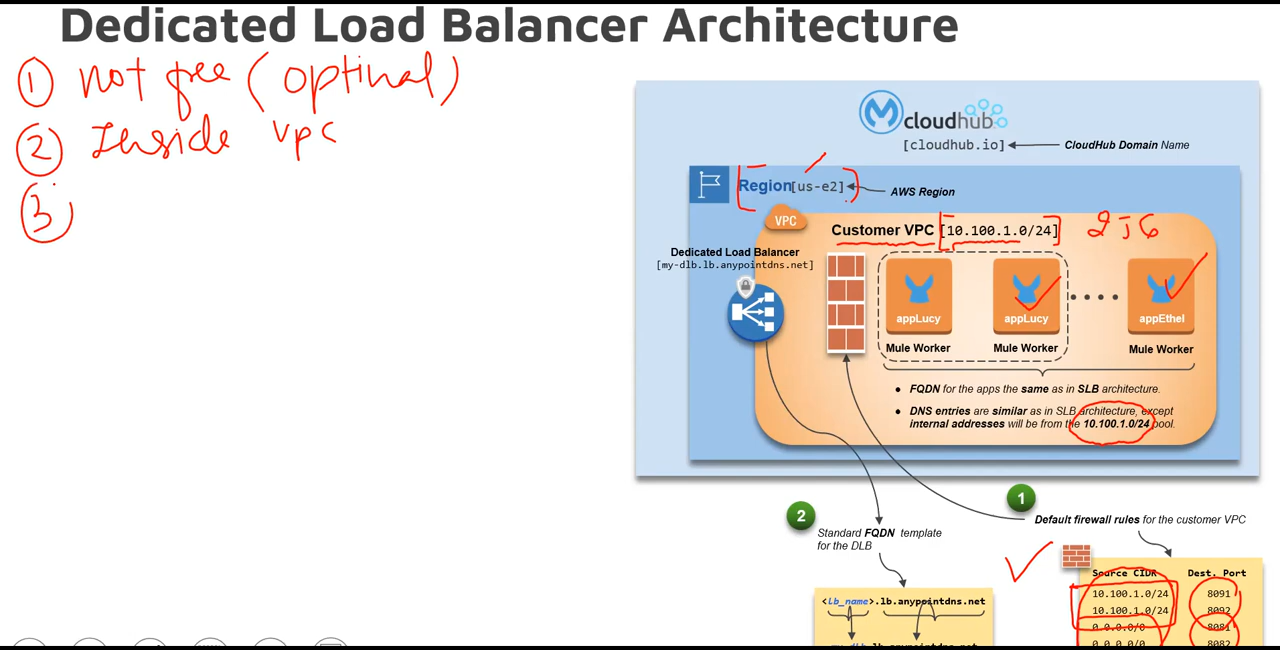 Dedicated Load Balancer Architecture
① not free (optinal)
② Inside vpc
③
cloudhub
[cloudhub.io]
CloudHub Domain Name
Region[us-e2]
AWS Region
VPC
Customer VPC [10.100.1.0/24]
Dedicated Load Balancer
[my-dlb.lb.anypointdns.net]
appLucy appLucy appEthel
Mule Worker Mule Worker Mule Worker
• FQDN for the apps the same as in SLB architecture.
• DNS entries are similar as in SLB architecture, except
internal addresses will be from the 10.100.1.0/24 pool.
1
Default firewall rules for the customer VPC
2
Standard FQDN template
for the DLB
<lb_name>.lb.anypointdns.net
my-dlb.lb.anypointdns.net
Source CIDR Dest. Port
10.100.1.0/24 8091
10.100.1.0/24 8092
0.0.0.0/0 8081
0.0.0.0/0 8082